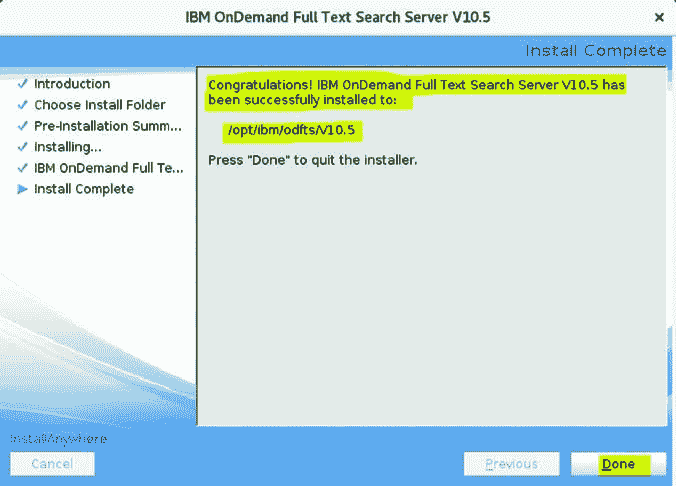 IBM OnDemand Full Text Search Server V10.5
Install Complete
Introduction
Choose Install Folder
Pre-Installation Summ...
Installing...
IBM OnDemand Full Te...
Install Complete
Congratulations! IBM OnDemand Full Text Search Server V10.5 has
been successfully installed to:
/opt/ibm/odfts/V10.5
Press "Done" to quit the installer.
InstallAnywhere
Cancel
Previous
Done